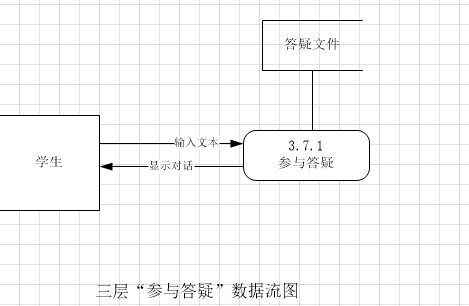 答疑文件
输入文本
3.7.1
参与答疑
学生
显示对话
三层“参与答疑”数据流图